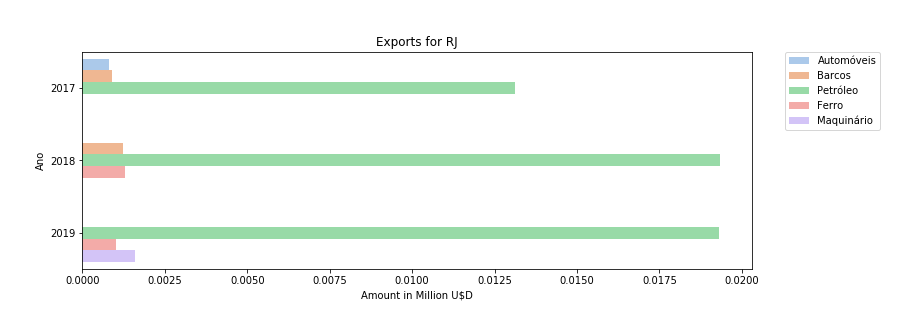 Exports for RJ
Automóveis
Barcos
Petróleo
Ferro
Maquinário
Ano
2017
2018
2019
0.0000 0.0025 0.0050 0.0075 0.0100 0.0125 0.0150 0.0175 0.0200
Amount in Million U$D